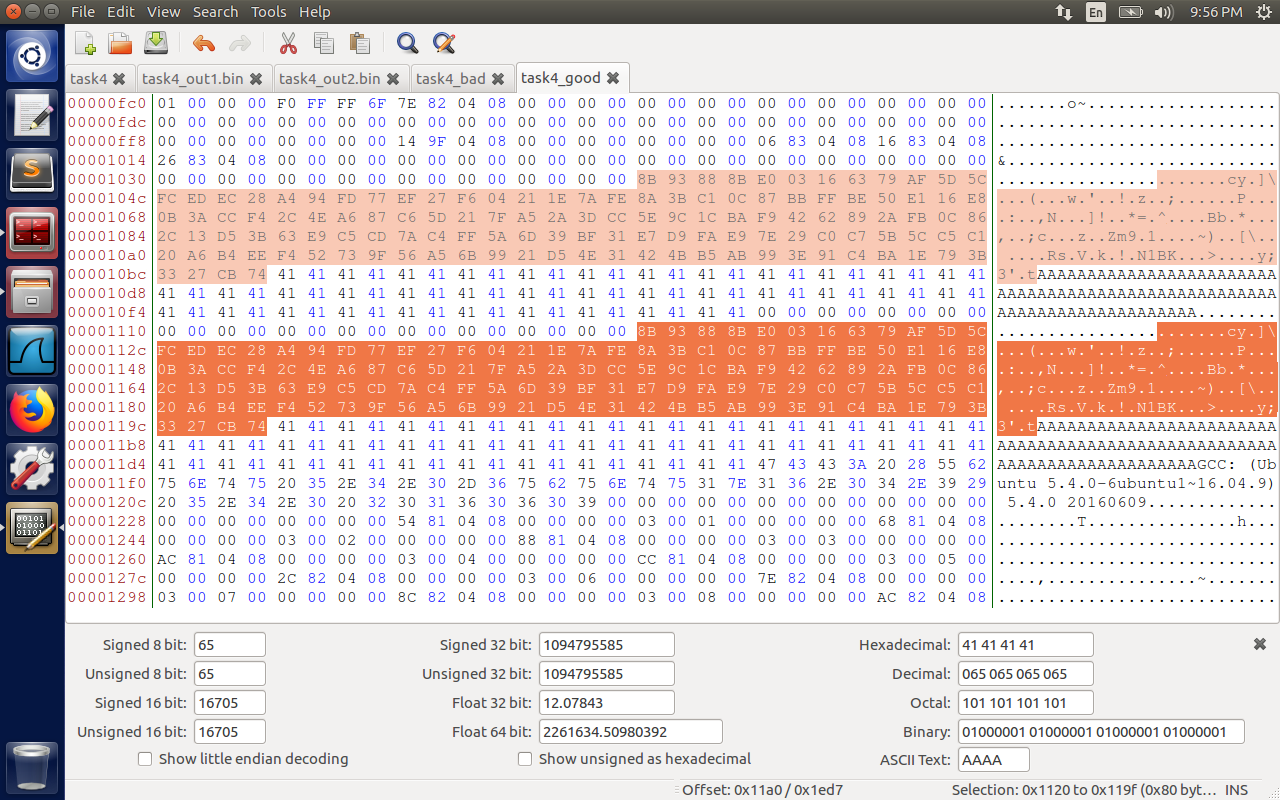 File Edit View Search Tools Help
En
9:56 PM
task4
task4_out1.bin
task4_out2.bin
task4_bad
task4_good
00000fc0 01 00 00 00 F0 FF FF 6F 7E 82 04 08 00 00 00 00 00 00 00 00 00 00 00 00 00 00 00 00 .......o~...................
00000fdc 00 00 00 00 00 00 00 00 00 00 00 00 00 00 00 00 00 00 00 00 00 00 00 00 00 00 00 00 ............................
00000ff8 00 00 00 00 00 00 00 00 14 9F 04 08 00 00 00 00 00 00 00 00 06 83 04 08 16 83 04 08 ............................
00001014 26 83 04 08 00 00 00 00 00 00 00 00 00 00 00 00 00 00 00 00 00 00 00 00 00 00 00 00 &...........................
00001030 00 00 00 00 00 00 00 00 00 00 00 00 00 00 00 00 8B 93 88 8B E0 03 16 63 79 AF 5D 5C .......................cy.]\
0000104c FC ED EC 28 A4 94 FD 77 EF 27 F6 04 21 1E 7A FE 8A 3B C1 0C 87 BB FF BE 50 E1 16 E8 ...(...w.'..!.z..;......P...
00001068 0B 3A CC F4 2C 4E A6 87 C6 5D 21 7F A5 2A 3D CC 5E 9C 1C BA F9 42 62 89 2A FB 0C 86 .:..,N...]!..*=.^....Bb.*...
00001084 2C 13 D5 3B 63 E9 C5 CD 7A C4 FF 5A 6D 39 BF 31 E7 D9 FA E9 7E 29 C0 C7 5B 5C C5 C1 ,..;c...z..Zm9.1....~)..[\..
000010a0 20 A6 B4 EE F4 52 73 9F 56 A5 6B 99 21 D5 4E 31 42 4B B5 AB 99 3E 91 C4 BA 1E 79 3B  ....Rs.V.k.!.N1BK...>....y;
000010bc 33 27 CB 74 41 41 41 41 41 41 41 41 41 41 41 41 41 41 41 41 41 41 41 41 41 41 41 41 3'.tAAAAAAAAAAAAAAAAAAAAAAAA
000010d8 41 41 41 41 41 41 41 41 41 41 41 41 41 41 41 41 41 41 41 41 41 41 41 41 41 41 41 41 AAAAAAAAAAAAAAAAAAAAAAAAAAAA
000010f4 41 41 41 41 41 41 41 41 41 41 41 41 41 41 41 41 41 41 41 41 00 00 00 00 00 00 00 00 AAAAAAAAAAAAAAAAAAAA........
00001110 00 00 00 00 00 00 00 00 00 00 00 00 00 00 00 00 8B 93 88 8B E0 03 16 63 79 AF 5D 5C .......................cy.]\
0000112c FC ED EC 28 A4 94 FD 77 EF 27 F6 04 21 1E 7A FE 8A 3B C1 0C 87 BB FF BE 50 E1 16 E8 ...(...w.'..!.z..;......P...
00001148 0B 3A CC F4 2C 4E A6 87 C6 5D 21 7F A5 2A 3D CC 5E 9C 1C BA F9 42 62 89 2A FB 0C 86 .:..,N...]!..*=.^....Bb.*...
00001164 2C 13 D5 3B 63 E9 C5 CD 7A C4 FF 5A 6D 39 BF 31 E7 D9 FA E9 7E 29 C0 C7 5B 5C C5 C1 ,..;c...z..Zm9.1....~)..[\..
00001180 20 A6 B4 EE F4 52 73 9F 56 A5 6B 99 21 D5 4E 31 42 4B B5 AB 99 3E 91 C4 BA 1E 79 3B  ....Rs.V.k.!.N1BK...>....y;
0000119c 33 27 CB 74 41 41 41 41 41 41 41 41 41 41 41 41 41 41 41 41 41 41 41 41 41 41 41 41 3'.tAAAAAAAAAAAAAAAAAAAAAAAA
000011b8 41 41 41 41 41 41 41 41 41 41 41 41 41 41 41 41 41 41 41 41 41 41 41 41 41 41 41 41 AAAAAAAAAAAAAAAAAAAAAAAAAAAA
000011d4 41 41 41 41 41 41 41 41 41 41 41 41 41 41 41 41 41 41 41 41 47 43 43 3A 20 28 55 62 AAAAAAAAAAAAAAAAAAAAGCC: (Ub
000011f0 75 6E 74 75 20 35 2E 34 2E 30 2D 36 75 62 75 6E 74 75 31 7E 31 36 2E 30 34 2E 39 29 untu 5.4.0-6ubuntu1~16.04.9)
0000120c 20 35 2E 34 2E 30 20 32 30 31 36 30 36 30 39 00 00 00 00 00 00 00 00 00 00 00 00 00  5.4.0 20160609.............
00001228 00 00 00 00 00 00 00 00 54 81 04 08 00 00 00 00 03 00 01 00 00 00 00 00 68 81 04 08 ........T...............h...
00001244 00 00 00 00 03 00 02 00 00 00 00 00 88 81 04 08 00 00 00 00 03 00 03 00 00 00 00 00 ............................
00001260 AC 81 04 08 00 00 00 00 03 00 04 00 00 00 00 00 CC 81 04 08 00 00 00 00 03 00 05 00 ............................
0000127c 00 00 00 00 2C 82 04 08 00 00 00 00 03 00 06 00 00 00 00 00 7E 82 04 08 00 00 00 00 ....,...............~.......
00001298 03 00 07 00 00 00 00 00 8C 82 04 08 00 00 00 00 03 00 08 00 00 00 00 00 AC 82 04 08 ............................
Signed 8 bit: 65 Signed 32 bit: 1094795585 Hexadecimal: 41 41 41 41
Unsigned 8 bit: 65 Unsigned 32 bit: 1094795585 Decimal: 065 065 065 065
Signed 16 bit: 16705 Float 32 bit: 12.07843 Octal: 101 101 101 101
Unsigned 16 bit: 16705 Float 64 bit: 2261634.50980392 Binary: 01000001 01000001 01000001 01000001
Show little endian decoding Show unsigned as hexadecimal ASCII Text: AAAA
Offset: 0x11a0 / 0x1ed7 Selection: 0x1120 to 0x119f (0x80 byt… INS